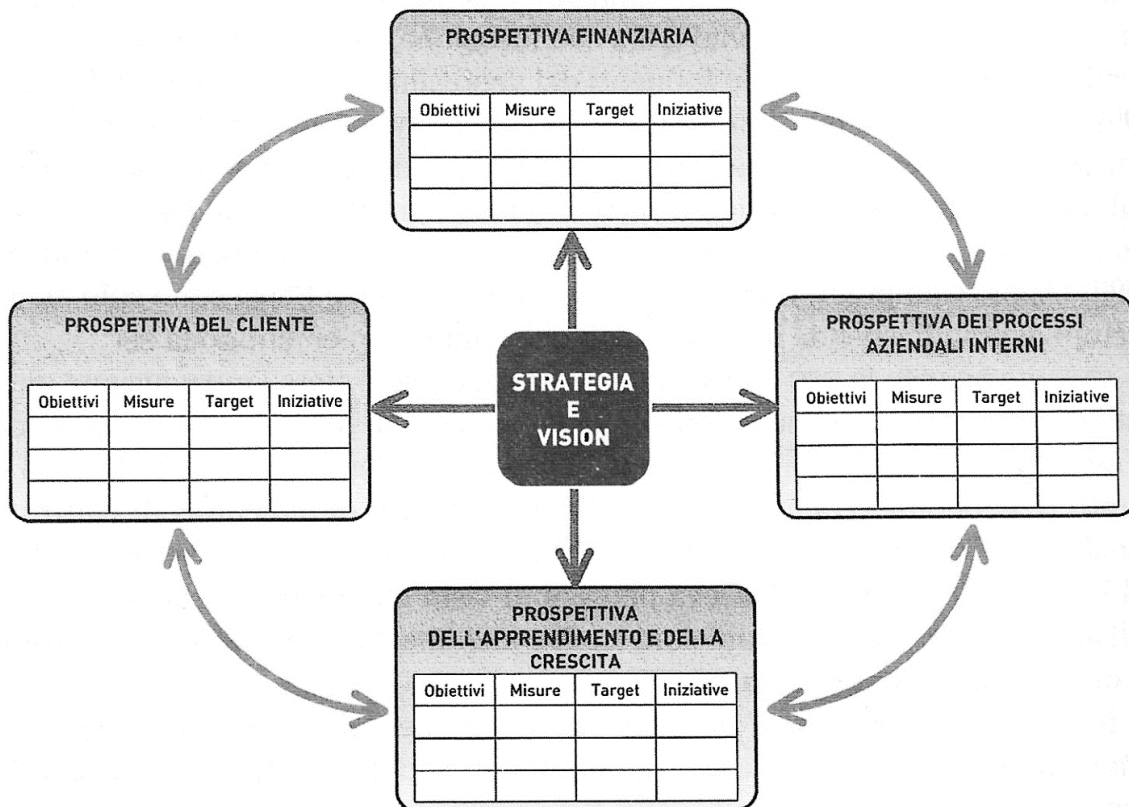 PROSPETTIVA FINANZIARIA
Obiettivi Misure Target Iniziative
PROSPETTIVA DEL CLIENTE
Obiettivi Misure Target Iniziative
STRATEGIA
E
VISION
PROSPETTIVA DEI PROCESSI
AZIENDALI INTERNI
Obiettivi Misure Target Iniziative
PROSPETTIVA
DELL'APPRENDIMENTO E DELLA
CRESCITA
Obiettivi Misure Target Iniziative